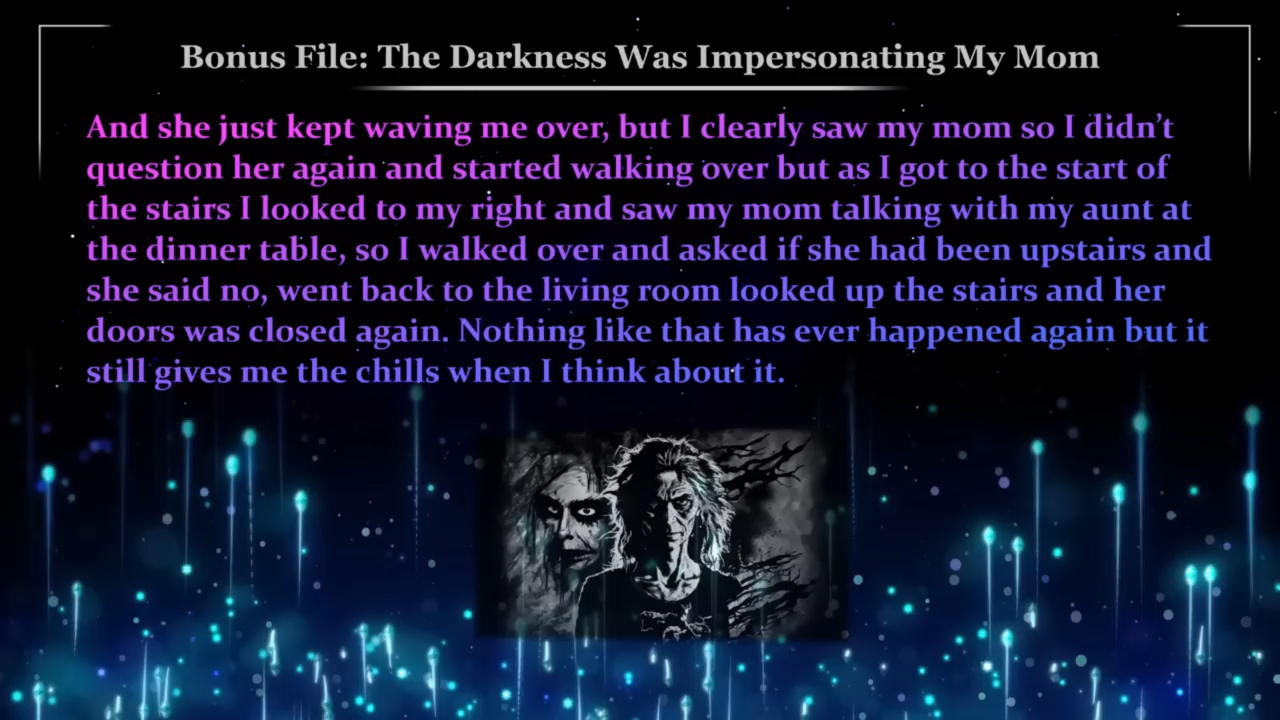 Bonus File: The Darkness Was Impersonating My Mom
And she just kept waving me over, but I clearly saw my mom so I didn’t
question her again and started walking over but as I got to the start of
the stairs I looked to my right and saw my mom talking with my aunt at
the dinner table, so I walked over and asked if she had been upstairs and
she said no, went back to the living room looked up the stairs and her
doors was closed again. Nothing like that has ever happened again but it
still gives me the chills when I think about it.